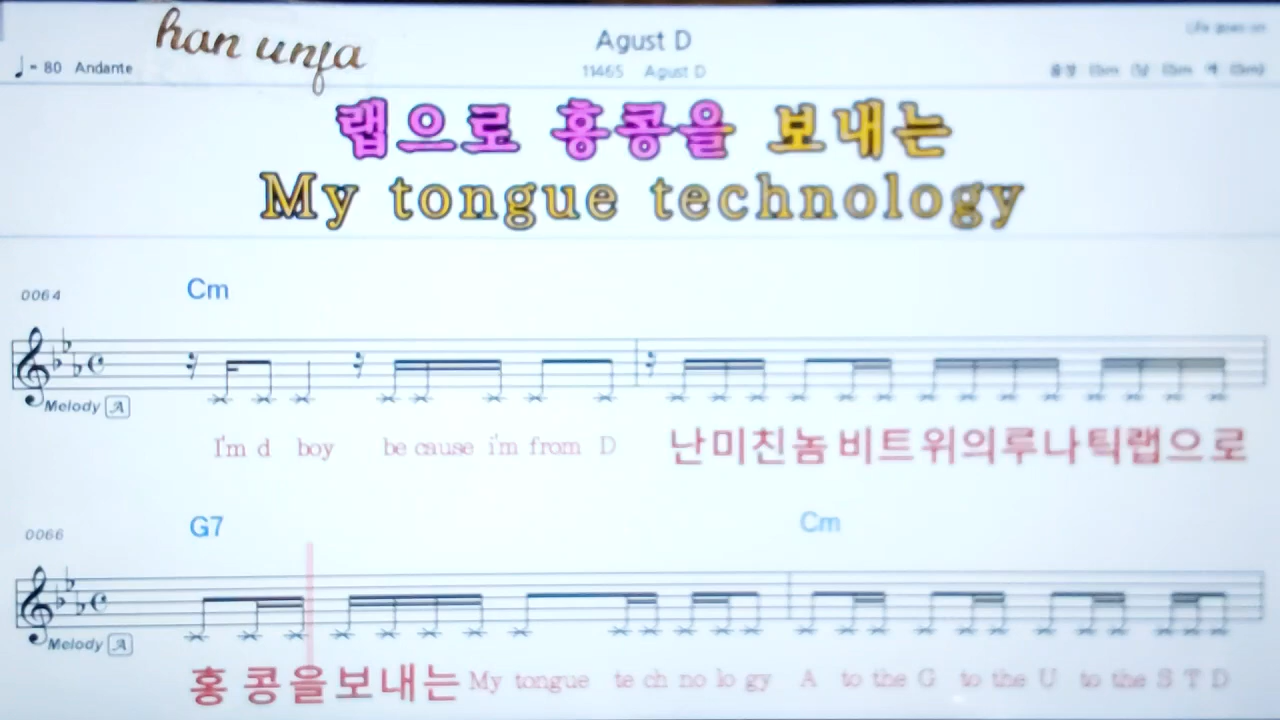 han unfa
Agust D
♩= 80 Andante
11465 Agust D
랩으로 홍콩을 보내는
My tongue technology
0064 Cm
Melody A
I'm d boy be cause i'm from D 난미친놈비트위의루나틱랩으로
0066 G7 Cm
Melody A
홍콩을보내는 My tongue te ch no lo gy A to the G to the U to the S T D